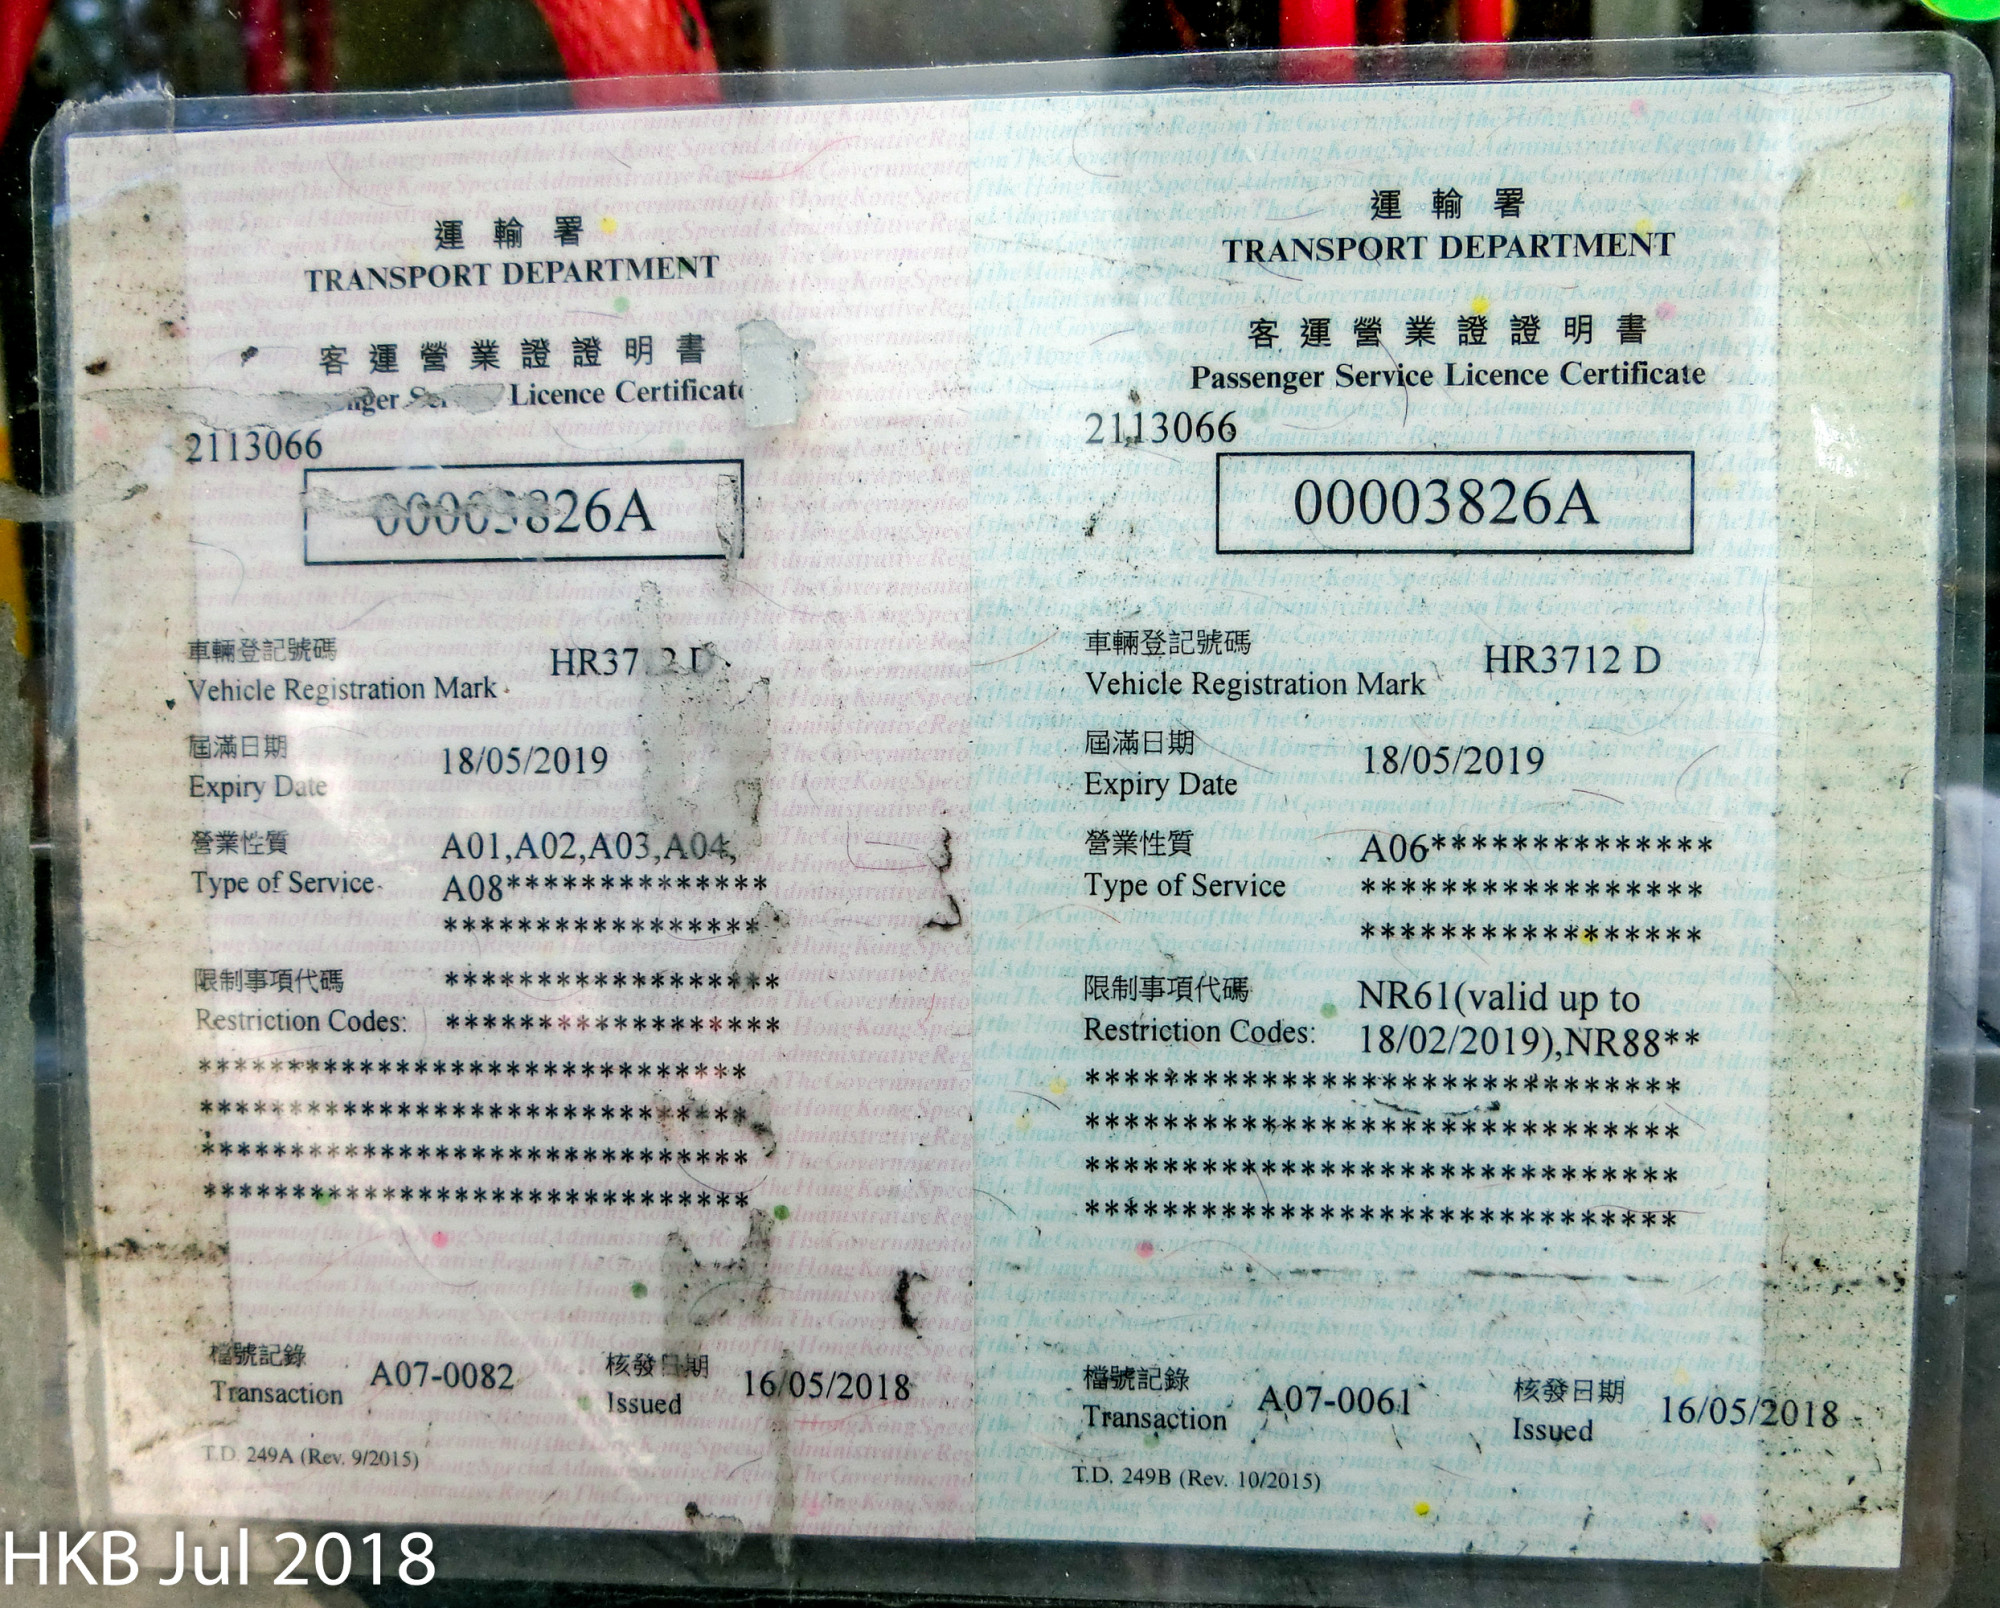 運輸署
TRANSPORT DEPARTMENT
客運營業證證明書
Licence Certificate
2113066
826A
車輛登記號碼
Vehicle Registration Mark
屆滿日期
18/05/2019
Expiry Date
營業性質
A01,A02,A03,A04,
Type of Service
A08**************
*****************
限制事項代碼
******************
Restriction Codes:
******************
******************************
******************************
******************************
******************************
檔號記錄
Transaction
A07-0082
核發日期
Issued
16/05/2018
T.D. 249A (Rev. 9/2015)
運輸署
TRANSPORT DEPARTMENT
客運營業證證明書
Passenger Service Licence Certificate
2113066
00003826A
車輛登記號碼
Vehicle Registration Mark
HR3712 D
屆滿日期
18/05/2019
Expiry Date
營業性質
A06**************
Type of Service
*****************
*****************
限制事項代碼
NR61(valid up to
Restriction Codes:
18/02/2019),NR88**
*******************************
*******************************
*******************************
*******************************
檔號記錄
Transaction
A07-0061
核發日期
Issued
16/05/2018
T.D. 249B (Rev. 10/2015)
HKB Jul 2018